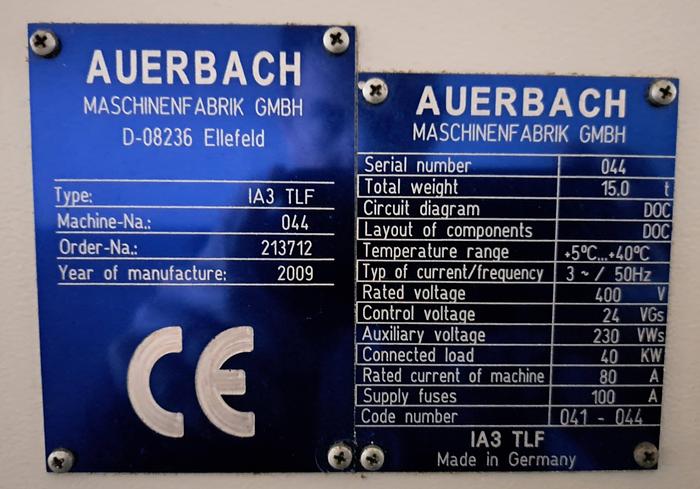 AUERBACH
MASCHINENFABRIK GMBH
D-08236 Ellefeld
Type: IA3 TLF
Machine-Na.: 044
Order-Na.: 213712
Year of manufacture: 2009
CE
AUERBACH
MASCHINENFABRIK GMBH
Serial number 044
Total weight 15.0 t
Circuit diagram DOC
Layout of components DOC
Temperature range +5°C...+40°C
Typ of current/frequency 3 ~ / 50Hz
Rated voltage 400 V
Control voltage 24 VGs
Auxiliary voltage 230 VWs
Connected load 40 KW
Rated current of machine 80 A
Supply fuses 100 A
Code number 041 - 044
IA3 TLF
Made in Germany